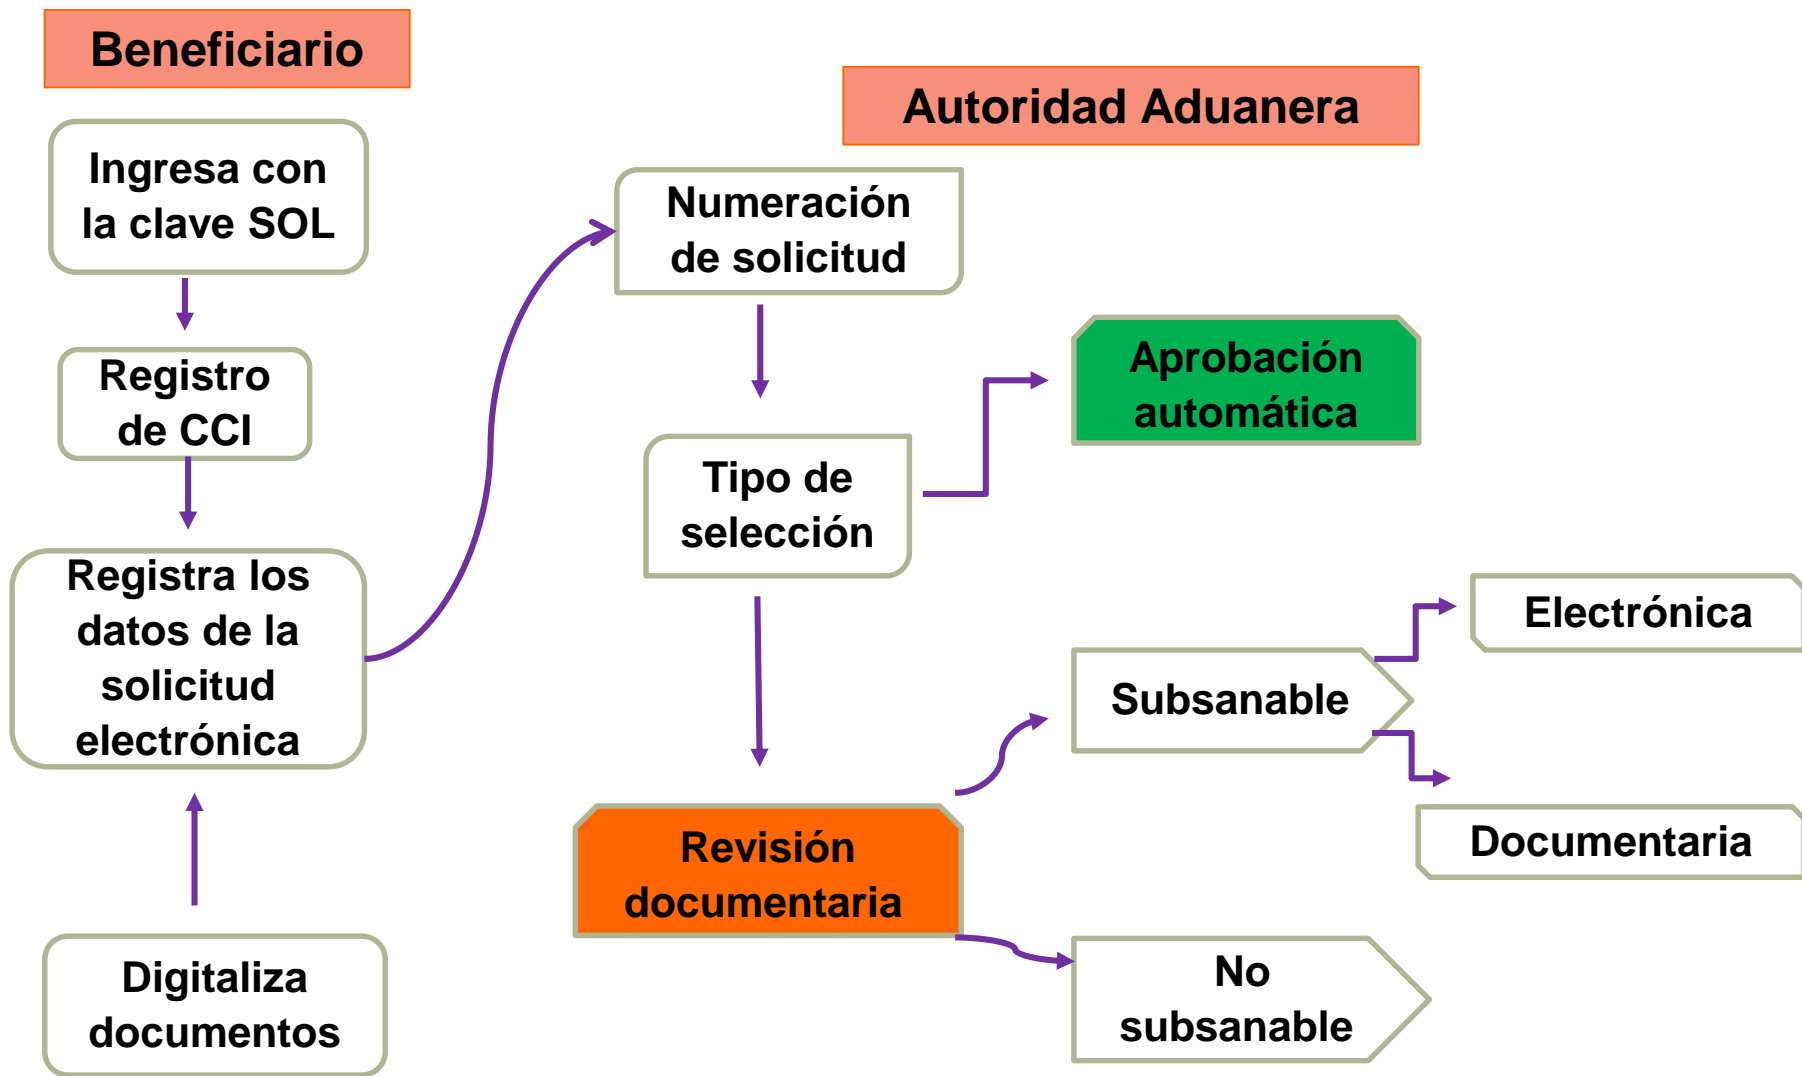 Beneficiario
Ingresa con
la clave SOL
Registro
de CCI
Registra los
datos de la
solicitud
electrónica
Digitaliza
documentos
Autoridad Aduanera
Numeración
de solicitud
Tipo de
selección
Aprobación
automática
Revisión
documentaria
Subsanable
Electrónica
Documentaria
No
subsanable